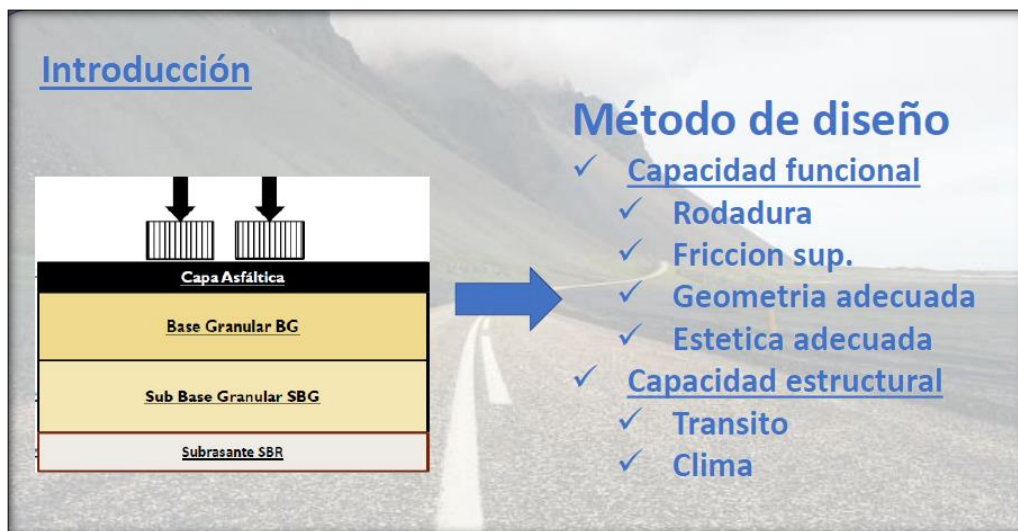 Introducción
Capa Asfáltica
Base Granular BG
Sub Base Granular SBG
Subrasante SBR
Método de diseño
✓ Capacidad funcional
✓ Rodadura
✓ Friccion sup.
✓ Geometria adecuada
✓ Estetica adecuada
✓ Capacidad estructural
✓ Transito
✓ Clima